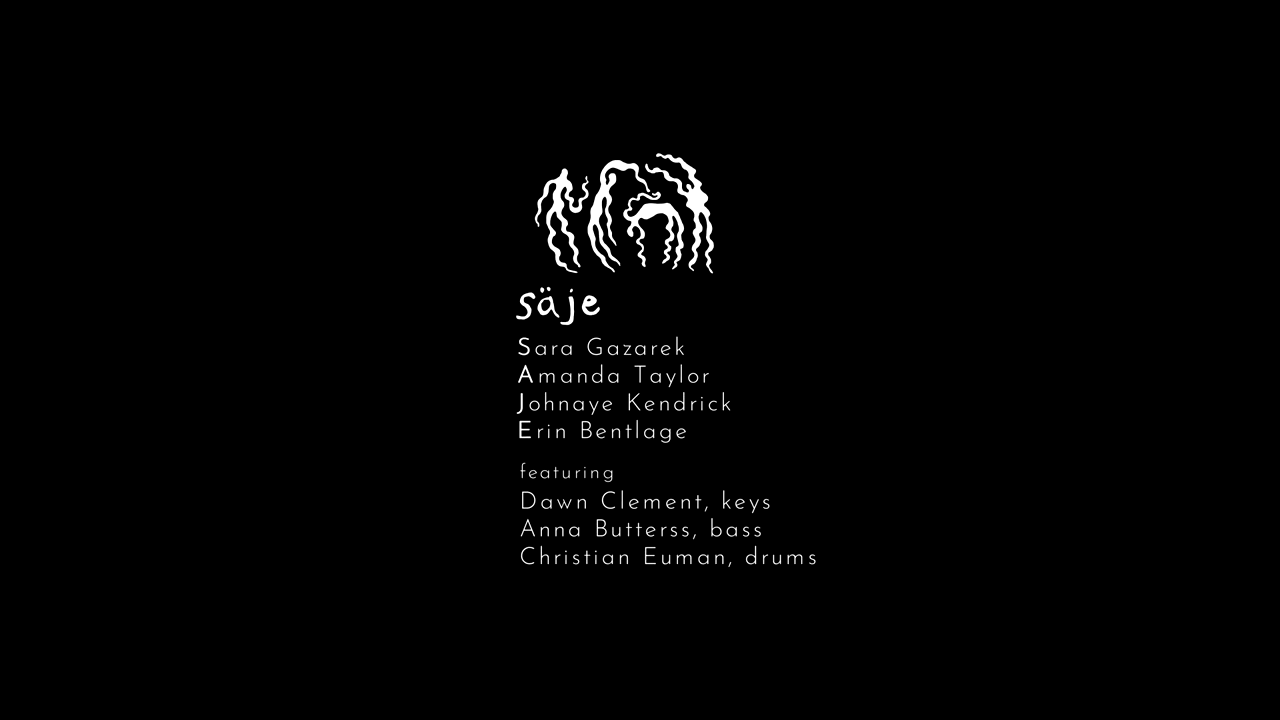 säje
Sara Gazarek
Amanda Taylor
Johnaye Kendrick
Erin Bentlage
featuring
Dawn Clement, keys
Anna Butterss, bass
Christian Euman, drums